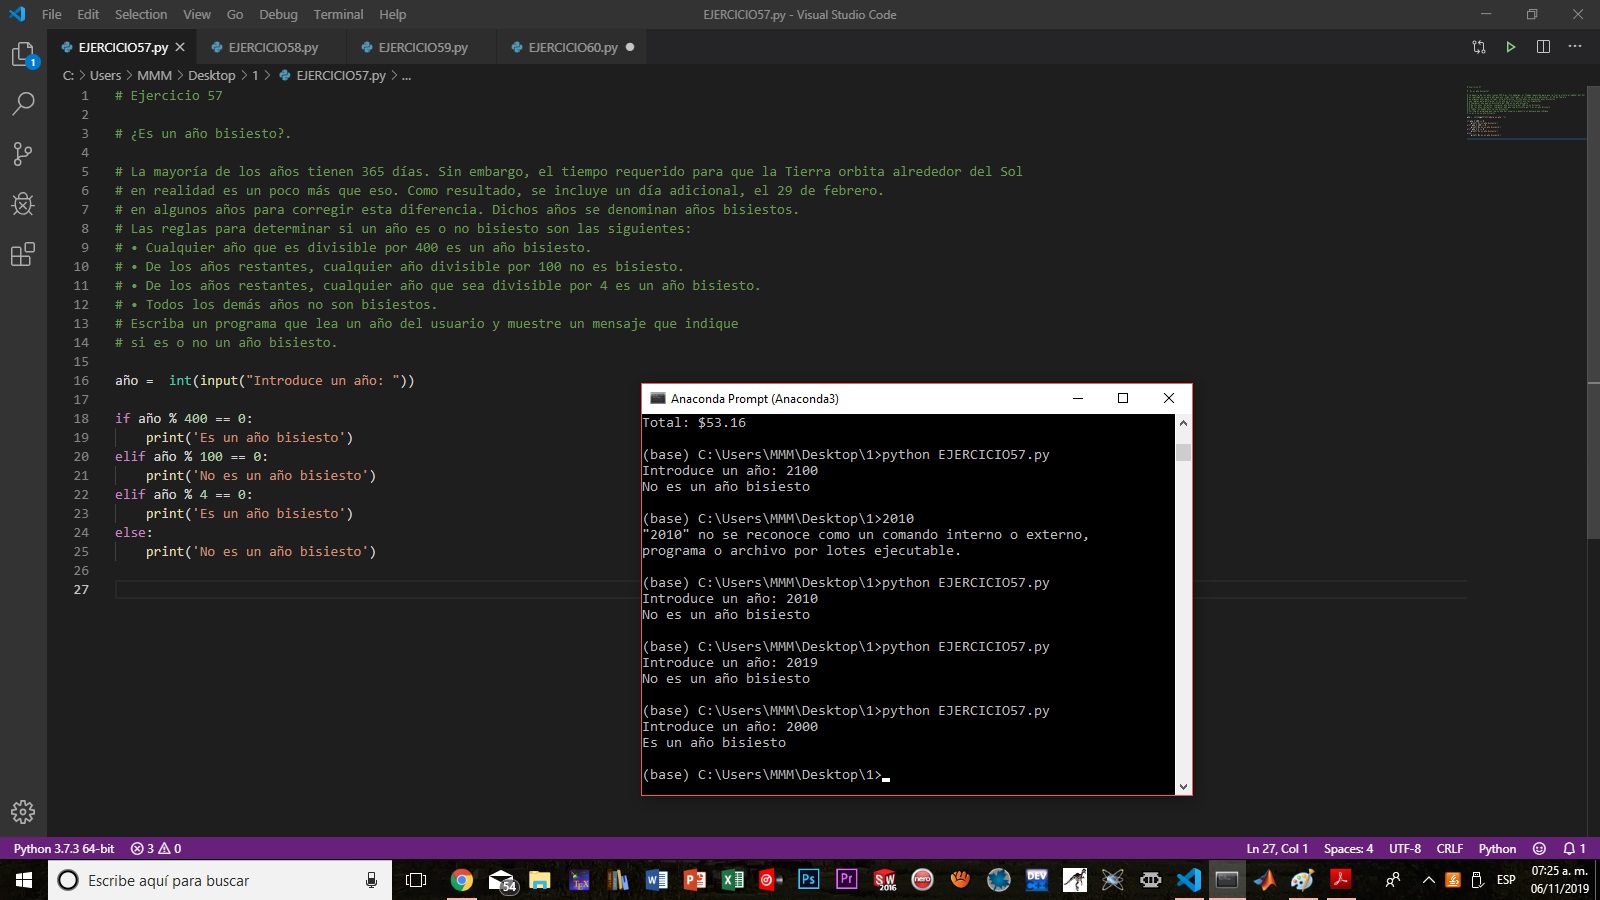 File Edit Selection View Go Debug Terminal Help EJERCICIO57.py - Visual Studio Code
EJERCICIO57.py EJERCICIO58.py EJERCICIO59.py EJERCICIO60.py
C: > Users > MMM > Desktop > 1 > EJERCICIO57.py > ...
1
1 # Ejercicio 57
2
3 # ¿Es un año bisiesto?.
4
5 # La mayoría de los años tienen 365 días. Sin embargo, el tiempo requerido para que la Tierra orbita alrededor del Sol
6 # en realidad es un poco más que eso. Como resultado, se incluye un día adicional, el 29 de febrero.
7 # en algunos años para corregir esta diferencia. Dichos años se denominan años bisiestos.
8 # Las reglas para determinar si un año es o no bisiesto son las siguientes:
9 # • Cualquier año que es divisible por 400 es un año bisiesto.
10 # • De los años restantes, cualquier año divisible por 100 no es bisiesto.
11 # • De los años restantes, cualquier año que sea divisible por 4 es un año bisiesto.
12 # • Todos los demás años no son bisiestos.
13 # Escriba un programa que lea un año del usuario y muestre un mensaje que indique
14 # si es o no un año bisiesto.
15
16 año =  int(input("Introduce un año: "))
17
18 if año % 400 == 0:
19     print('Es un año bisiesto')
20 elif año % 100 == 0:
21     print('No es un año bisiesto')
22 elif año % 4 == 0:
23     print('Es un año bisiesto')
24 else:
25     print('No es un año bisiesto')
26
27
Anaconda Prompt (Anaconda3)
Total: $53.16
(base) C:\Users\MMM\Desktop\1>python EJERCICIO57.py
Introduce un año: 2100
No es un año bisiesto
(base) C:\Users\MMM\Desktop\1>2010
"2010" no se reconoce como un comando interno o externo,
programa o archivo por lotes ejecutable.
(base) C:\Users\MMM\Desktop\1>python EJERCICIO57.py
Introduce un año: 2010
No es un año bisiesto
(base) C:\Users\MMM\Desktop\1>python EJERCICIO57.py
Introduce un año: 2019
No es un año bisiesto
(base) C:\Users\MMM\Desktop\1>python EJERCICIO57.py
Introduce un año: 2000
Es un año bisiesto
(base) C:\Users\MMM\Desktop\1>
Python 3.7.3 64-bit 3 0 Ln 27, Col 1 Spaces: 4 UTF-8 CRLF Python 1
Escribe aquí para buscar 54 Ps Pr SW 2016 nero DEV ESP 07:25 a. m.
06/11/2019